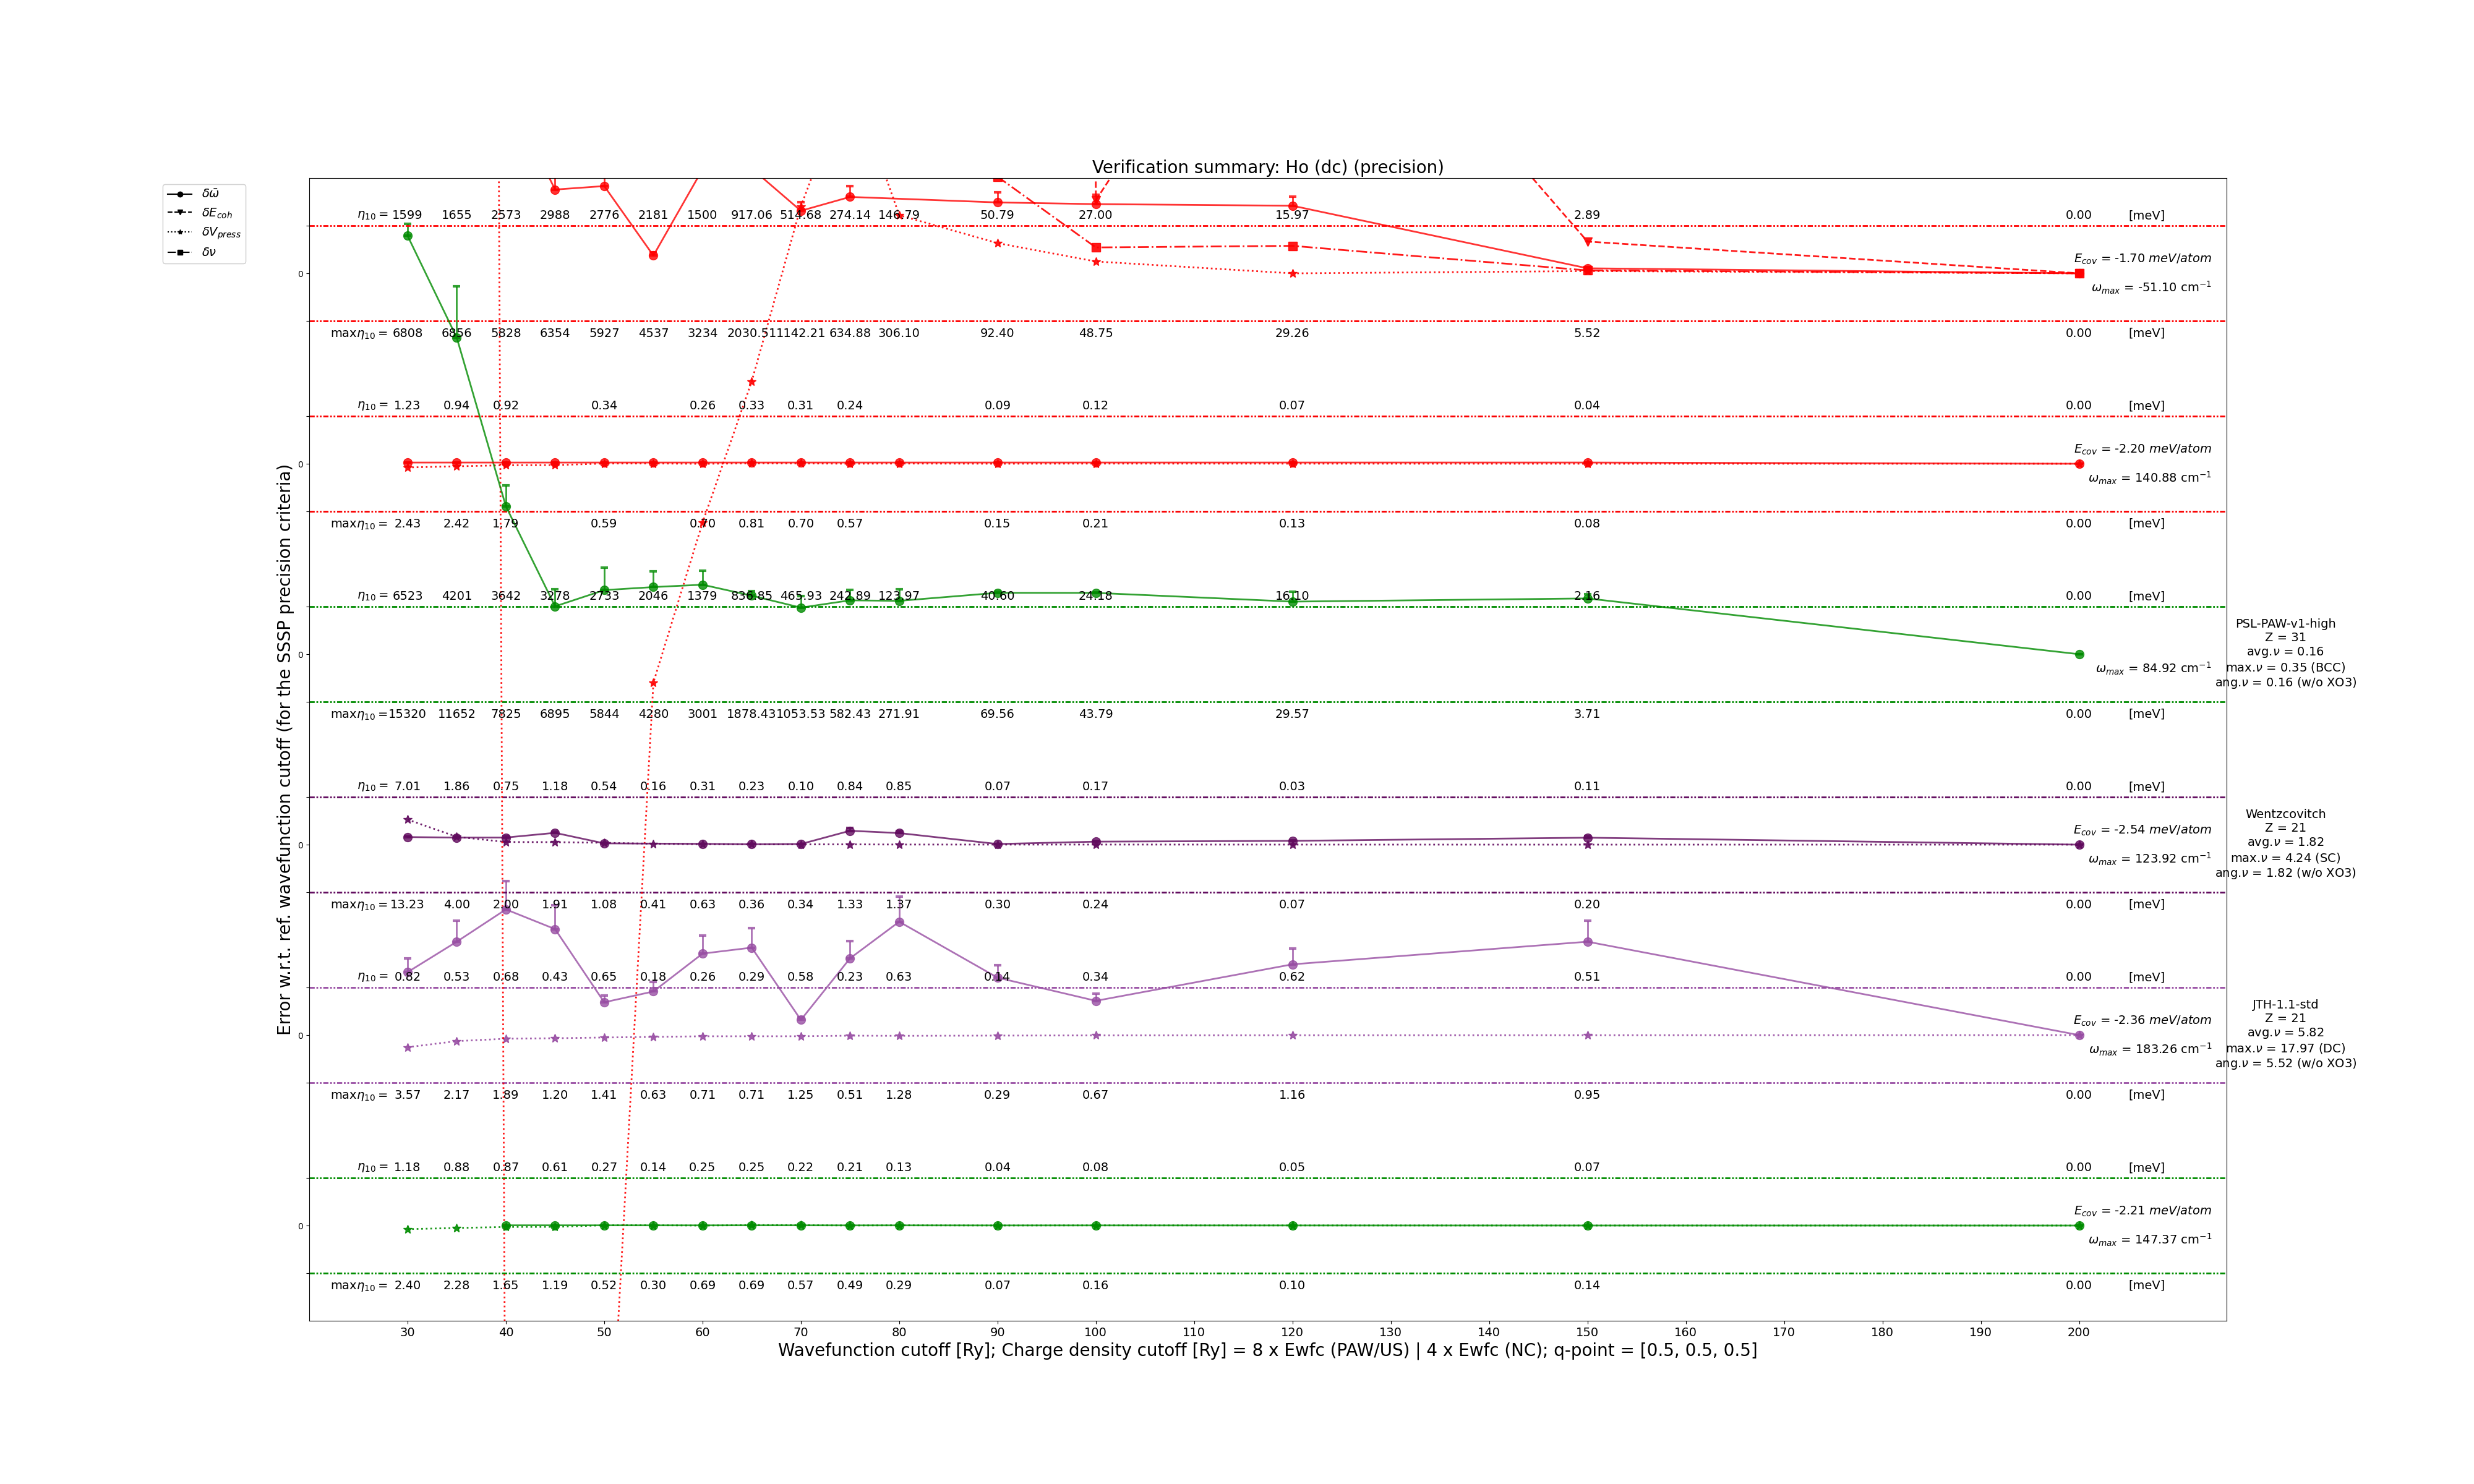 Verification summary: Ho (dc) (precision)
δω̄
δE_coh
δV_press
δν
Error w.r.t. ref. wavefunction cutoff (for the SSSP precision criteria)
η₁₀ = 1599 1655 2573 2988 2776 2181 1500 917.06 514.68 274.14 146.79 50.79 27.00 15.97 2.89 0.00 [meV]
E_cov = -1.70 meV/atom
0
ω_max = -51.10 cm⁻¹
maxη₁₀ = 6808 6856 5828 6354 5927 4537 3234 2030.51 1142.21 634.88 306.10 92.40 48.75 29.26 5.52 0.00 [meV]
η₁₀ = 1.23 0.94 0.92 0.34 0.26 0.33 0.31 0.24 0.09 0.12 0.07 0.04 0.00 [meV]
E_cov = -2.20 meV/atom
0
ω_max = 140.88 cm⁻¹
maxη₁₀ = 2.43 2.42 1.79 0.59 0.70 0.81 0.70 0.57 0.15 0.21 0.13 0.08 0.00 [meV]
η₁₀ = 6523 4201 3642 3278 2733 2046 1379 836.85 465.93 242.89 123.97 40.60 24.18 16.10 2.16 0.00 [meV]
0
ω_max = 84.92 cm⁻¹
PSL-PAW-v1-high
Z = 31
avg.ν = 0.16
max.ν = 0.35 (BCC)
ang.ν = 0.16 (w/o XO3)
maxη₁₀ = 15320 11652 7825 6895 5844 4280 3001 1878.43 1053.53 582.43 271.91 69.56 43.79 29.57 3.71 0.00 [meV]
η₁₀ = 7.01 1.86 0.75 1.18 0.54 0.16 0.31 0.23 0.10 0.84 0.85 0.07 0.17 0.03 0.11 0.00 [meV]
E_cov = -2.54 meV/atom
0
ω_max = 123.92 cm⁻¹
Wentzcovitch
Z = 21
avg.ν = 1.82
max.ν = 4.24 (SC)
ang.ν = 1.82 (w/o XO3)
maxη₁₀ = 13.23 4.00 2.00 1.91 1.08 0.41 0.63 0.36 0.34 1.33 1.37 0.30 0.24 0.07 0.20 0.00 [meV]
η₁₀ = 0.82 0.53 0.68 0.43 0.65 0.18 0.26 0.29 0.58 0.23 0.63 0.14 0.34 0.62 0.51 0.00 [meV]
E_cov = -2.36 meV/atom
0
ω_max = 183.26 cm⁻¹
JTH-1.1-std
Z = 21
avg.ν = 5.82
max.ν = 17.97 (DC)
ang.ν = 5.52 (w/o XO3)
maxη₁₀ = 3.57 2.17 1.89 1.20 1.41 0.63 0.71 0.71 1.25 0.51 1.28 0.29 0.67 1.16 0.95 0.00 [meV]
η₁₀ = 1.18 0.88 0.87 0.61 0.27 0.14 0.25 0.25 0.22 0.21 0.13 0.04 0.08 0.05 0.07 0.00 [meV]
E_cov = -2.21 meV/atom
0
ω_max = 147.37 cm⁻¹
maxη₁₀ = 2.40 2.28 1.65 1.19 0.52 0.30 0.69 0.69 0.57 0.49 0.29 0.07 0.16 0.10 0.14 0.00 [meV]
30 40 50 60 70 80 90 100 110 120 130 140 150 160 170 180 190 200
Wavefunction cutoff [Ry]; Charge density cutoff [Ry] = 8 x Ewfc (PAW/US) | 4 x Ewfc (NC); q-point = [0.5, 0.5, 0.5]